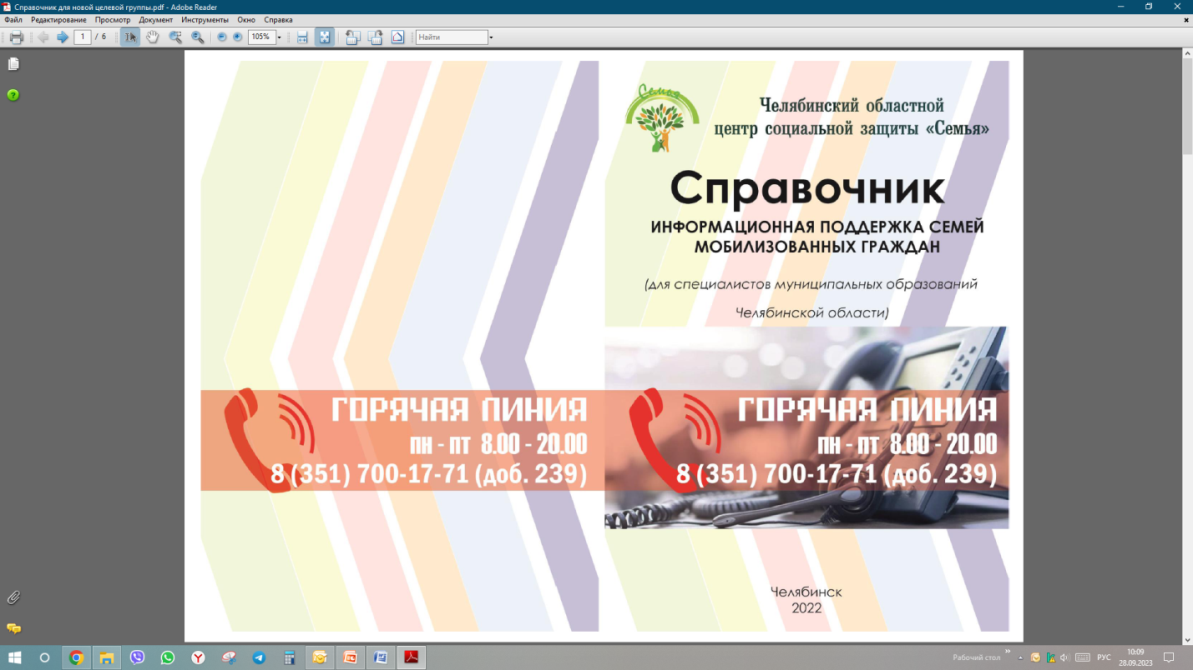 Справочник для новой целевой группы.pdf - Adobe Reader
Файл Редактирование Просмотр Документ Инструменты Окно Справка
1 / 6 105% Найти
Семья
Челябинский областной
центр социальной защиты «Семья»
Справочник
ИНФОРМАЦИОННАЯ ПОДДЕРЖКА СЕМЕЙ
МОБИЛИЗОВАННЫХ ГРАЖДАН
(для специалистов муниципальных образований
Челябинской области)
ГОРЯЧАЯ ЛИНИЯ
пн - пт 8.00 - 20.00
8 (351) 700-17-71 (доб. 239)
ГОРЯЧАЯ ЛИНИЯ
пн - пт 8.00 - 20.00
8 (351) 700-17-71 (доб. 239)
Челябинск
2022
Рабочий стол
РУС
10:09
28.09.2023